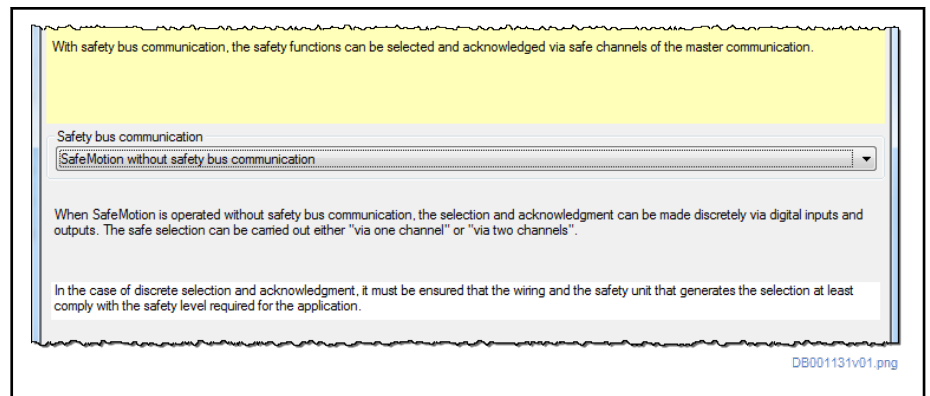 With safety bus communication, the safety functions can be selected and acknowledged via safe channels of the master communication.
Safety bus communication
SafeMotion without safety bus communication
When SafeMotion is operated without safety bus communication, the selection and acknowledgment can be made discretely via digital inputs and
outputs. The safe selection can be carried out either "via one channel" or "via two channels".
In the case of discrete selection and acknowledgment, it must be ensured that the wiring and the safety unit that generates the selection at least
comply with the safety level required for the application.
DB001131v01.png